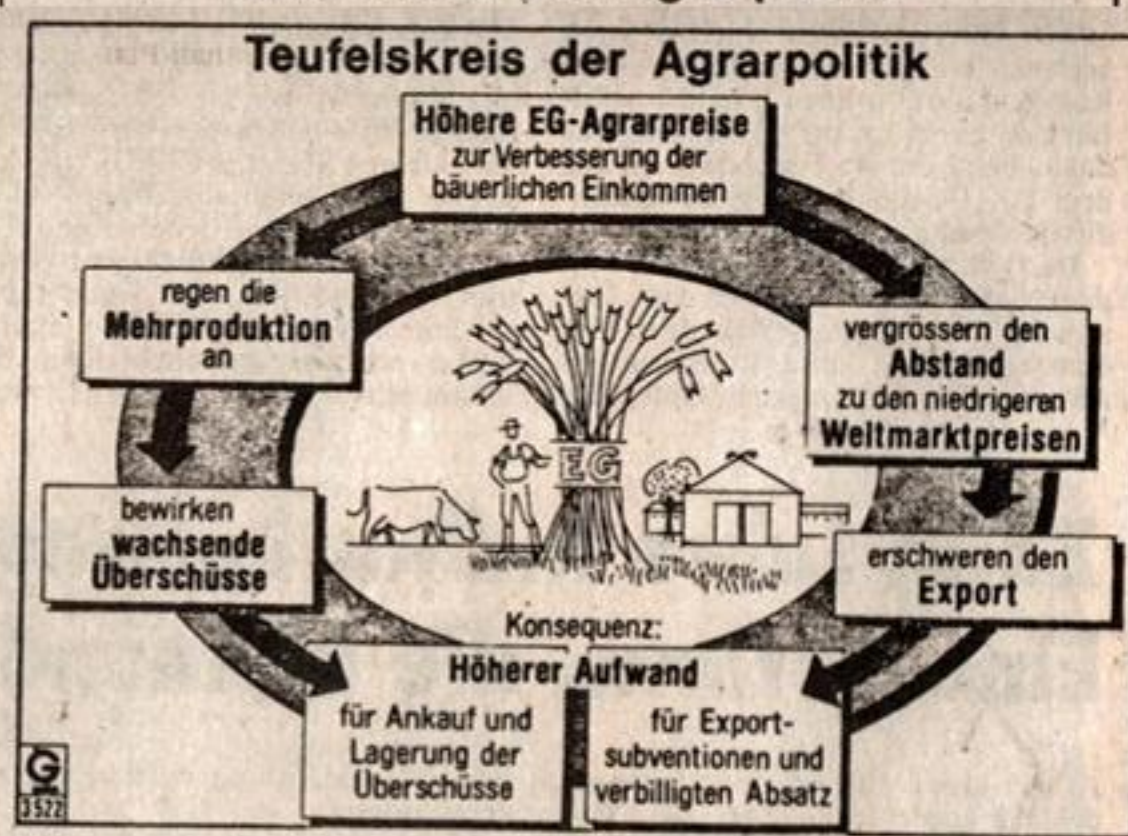 Teufelskreis der Agrarpolitik
Höhere EG-Agrarpreise
zur Verbesserung der
bäuerlichen Einkommen
regen die
Mehrproduktion
an
bewirken
wachsende
Überschüsse
vergrössern den
Abstand
zu den niedrigeren
Weltmarktpreisen
erschweren den
Export
EG
Konsequenz:
Höherer Aufwand
für Ankauf und
Lagerung der
Überschüsse
für Export-
subventionen und
verbilligten Absatz
G
3522